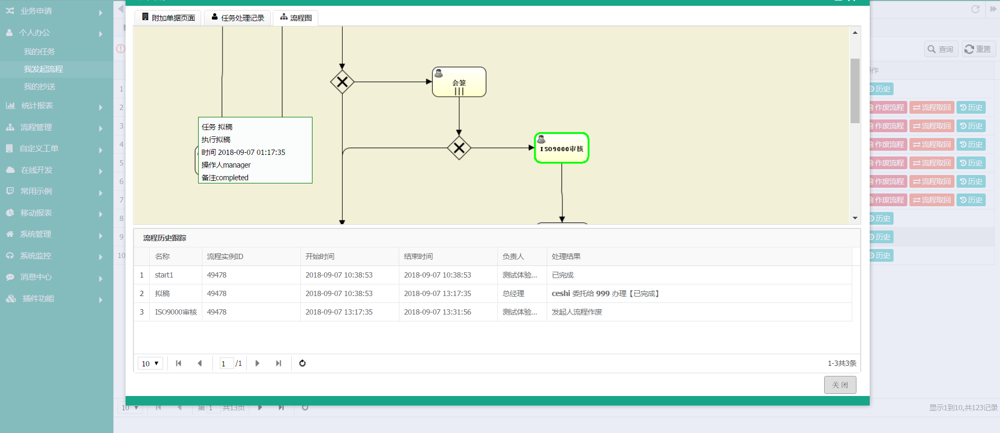 业务申请
个人办公
我的任务
我发起流程
我的抄送
统计报表
流程管理
自定义工单
在线开发
常用示例
移动报表
系统管理
系统监控
消息中心
插件功能
附加单据页面 任务处理记录 流程图
会签
ISO9000审核
任务 拟稿
执行拟稿
时间 2018-09-07 01:17:35
操作人manager
备注completed
流程历史跟踪
名称 流程实例ID 开始时间 结束时间 负责人 处理结果
1 start1 49478 2018-09-07 10:38:53 2018-09-07 10:38:53 测试体验... 已完成
2 拟稿 49478 2018-09-07 10:38:53 2018-09-07 13:17:35 总经理 ceshi 委托给 999 办理【已完成】
3 ISO9000审核 49478 2018-09-07 13:17:35 2018-09-07 13:31:56 测试体验... 发起人流程作废
10 1 /1 1-3共3条
关 闭
查询 重置
作
1 历史
2 作废流程 流程取回 历史
3 作废流程 流程取回 历史
4 作废流程 流程取回 历史
5 作废流程 流程取回 历史
6 作废流程 流程取回 历史
7 作废流程 流程取回 历史
8 历史
9 历史
10 历史
10 第 1 共13页 显示1到10,共123记录